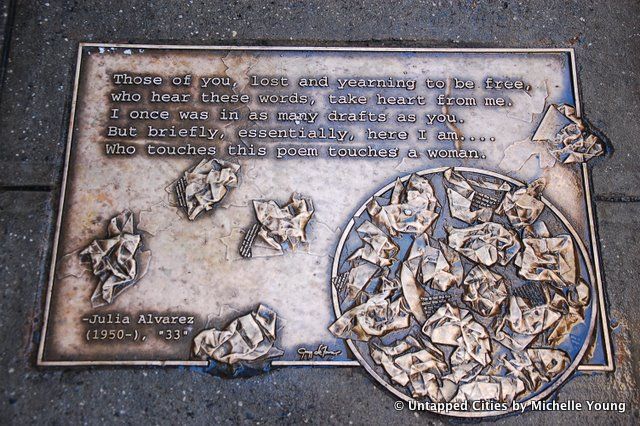 Those of you, lost and yearning to be free,
who hear these words, take heart from me.
I once was in as many drafts as you.
But briefly, essentially, here I am....
Who touches this poem touches a woman.
-Julia Alvarez
(1950-), "33"
© Untapped Cities by Michelle Young